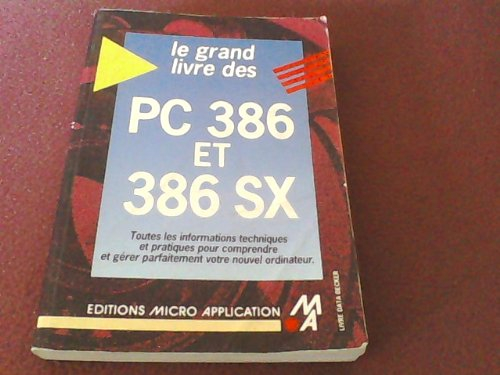 le grand
livre des
PC 386
ET
386 SX
Toutes les informations techniques
et pratiques pour comprendre
et gérer parfaitement votre nouvel ordinateur.
EDITIONS MICRO APPLICATION
MA
LIVRE DATA BECKER